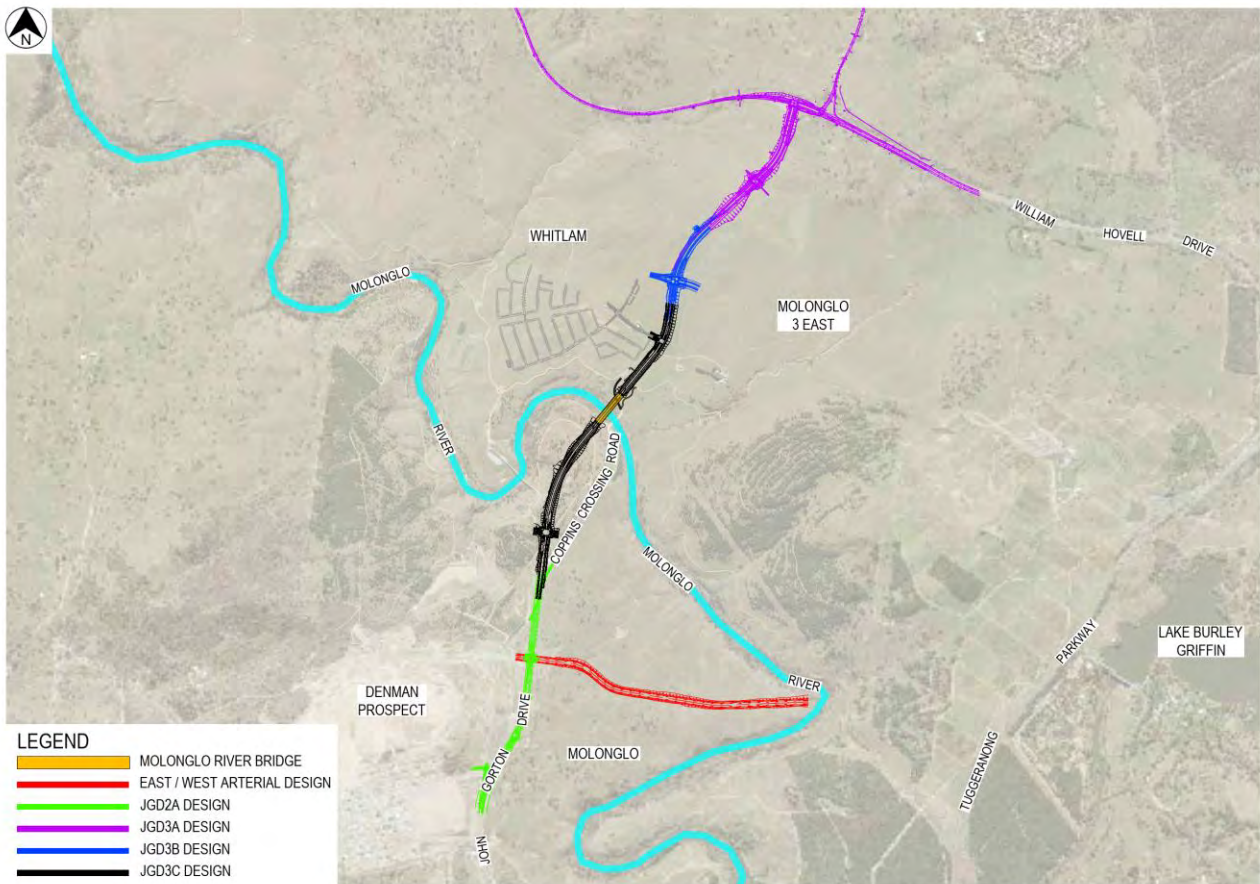 N
WILLIAM
HOVELL
DRIVE
WHITLAM
MOLONGLO
MOLONGLO
3 EAST
RIVER
COPPINS CROSSING ROAD
MOLONGLO
RIVER
PARKWAY
LAKE BURLEY
GRIFFIN
TUGGERANONG
DENMAN
PROSPECT
DRIVE
GORTON
JOHN
MOLONGLO
LEGEND
MOLONGLO RIVER BRIDGE
EAST / WEST ARTERIAL DESIGN
JGD2A DESIGN
JGD3A DESIGN
JGD3B DESIGN
JGD3C DESIGN